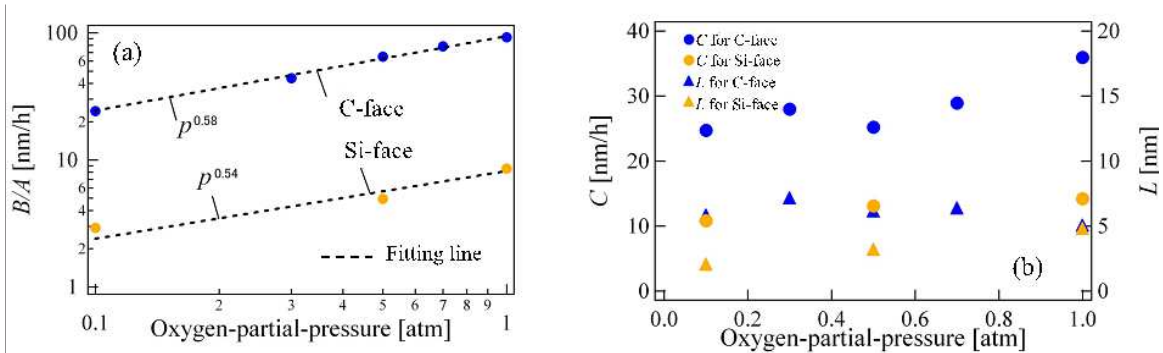 (a)
B/A [nm/h]
100
6
4
2
10
6
4
2
1
C-face
p^0.58
Si-face
p^0.54
Fitting line
0.1
2
3
4
5
6
7
8
9
1
Oxygen-partial-pressure [atm]
C for C-face
C for Si-face
L for C-face
L for Si-face
C [nm/h]
40
30
20
10
0
L [nm]
20
15
10
5
0
(b)
0.0
0.2
0.4
0.6
0.8
1.0
Oxygen-partial-pressure [atm]